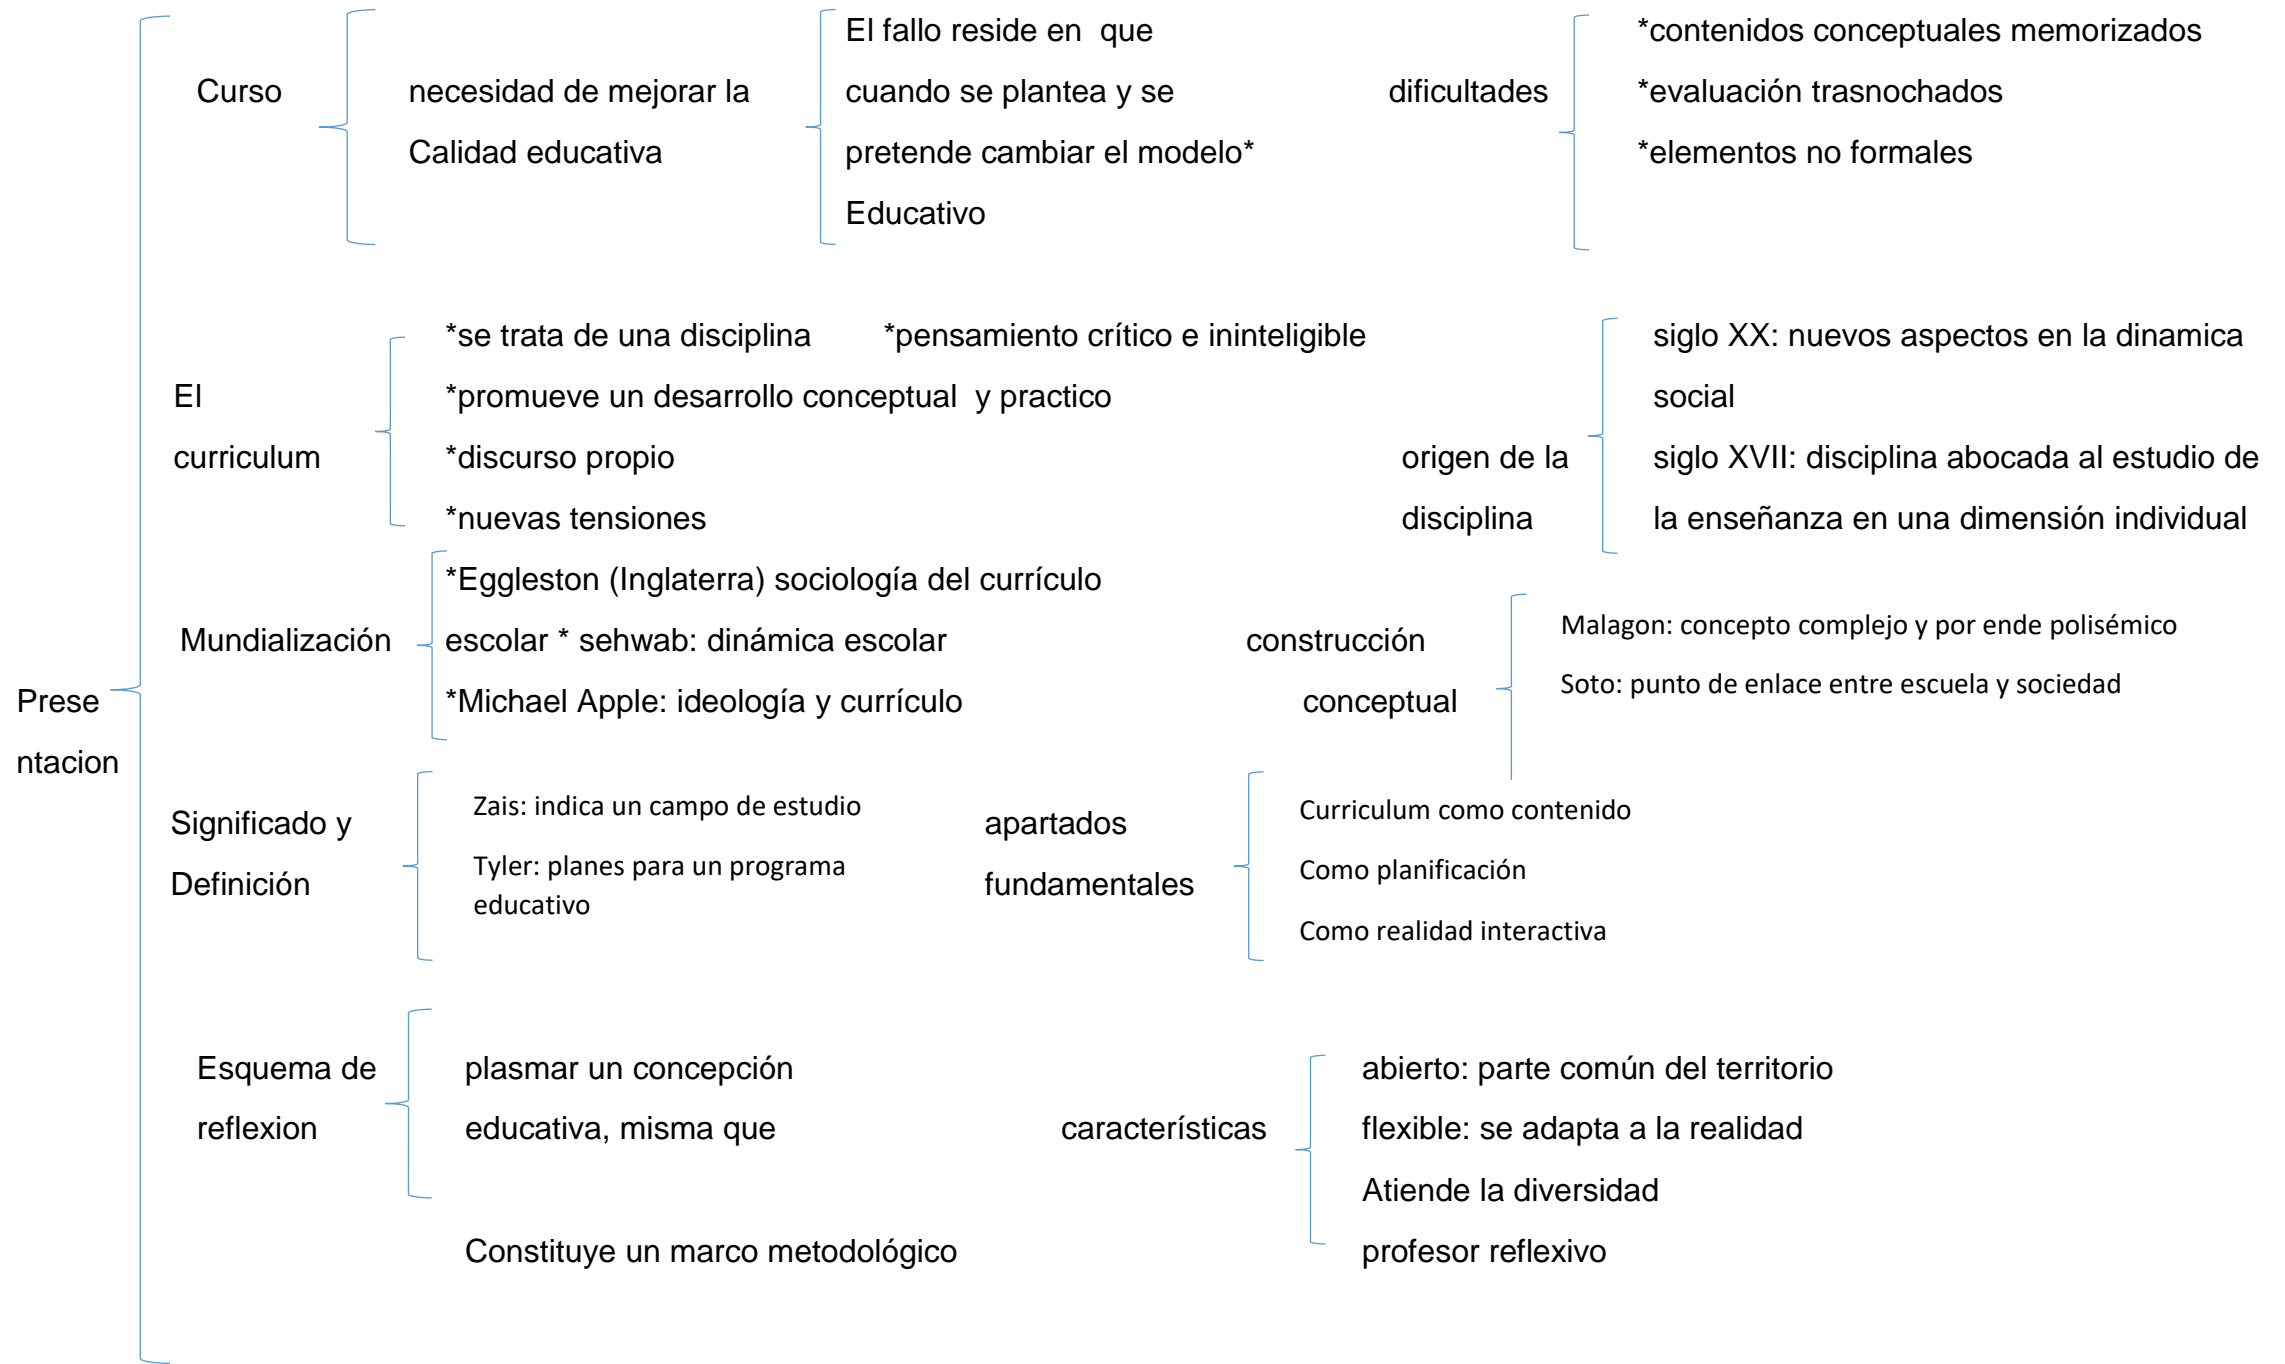 Prese
ntacion
Curso
necesidad de mejorar la
Calidad educativa
El fallo reside en  que
cuando se plantea y se
pretende cambiar el modelo*
Educativo
dificultades
*contenidos conceptuales memorizados
*evaluación trasnochados
*elementos no formales
El
curriculum
*se trata de una disciplina *pensamiento crítico e ininteligible
*promueve un desarrollo conceptual  y practico
*discurso propio
*nuevas tensiones
origen de la
disciplina
siglo XX: nuevos aspectos en la dinamica
social
siglo XVII: disciplina abocada al estudio de
la enseñanza en una dimensión individual
Mundialización
*Eggleston (Inglaterra) sociología del currículo
escolar * sehwab: dinámica escolar
*Michael Apple: ideología y currículo
construcción
conceptual
Malagon: concepto complejo y por ende polisémico
Soto: punto de enlace entre escuela y sociedad
Significado y
Definición
Zais: indica un campo de estudio
Tyler: planes para un programa
educativo
apartados
fundamentales
Curriculum como contenido
Como planificación
Como realidad interactiva
Esquema de
reflexion
plasmar un concepción
educativa, misma que
Constituye un marco metodológico
características
abierto: parte común del territorio
flexible: se adapta a la realidad
Atiende la diversidad
profesor reflexivo